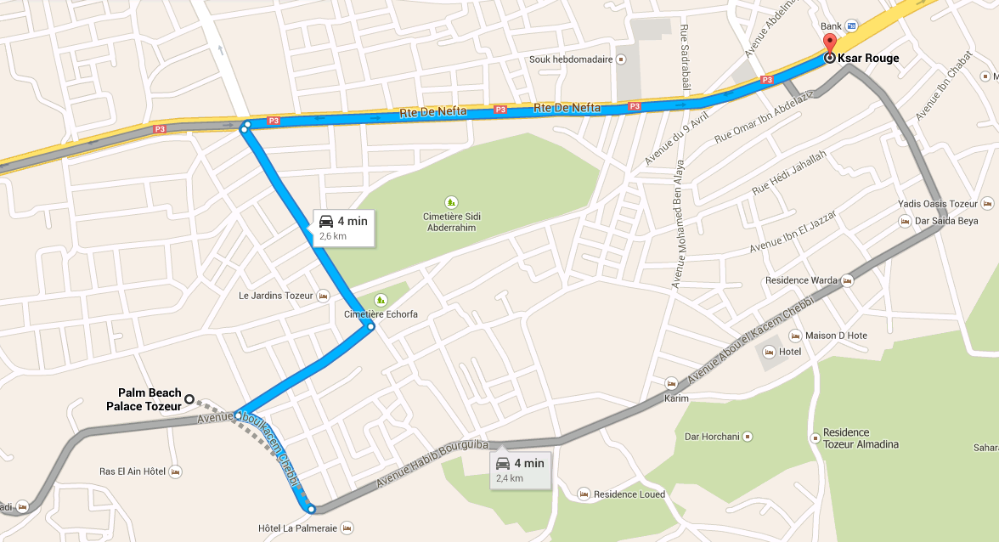 Avenue Abdelma
Bank
Ksar Rouge
Souk hebdomadaire
Rue Sadrabaâl
M
P3
Avenue Ibn Chabat
P3
Rte De Nefta
P3
Rte De Nefta
P3
P3
Rue Omar Ibn Abdelaziz
Avenue du 9 Avril
Rue Hédi Jahallah
Avenue Mohamed Ben Alaya
Cimetière Sidi
Abderrahim
4 min
2,6 km
Yadis Oasis Tozeur
Dar Saida Beya
Avenue Ibn El Jazzar
Residence Warda
Le Jardins Tozeur
Cimetière Echorfa
Avenue Abou el Kacem Chebbi
Maison D Hote
Hotel
Palm Beach
Palace Tozeur
Karim
Avenue Aboulkacem Chebbi
Dar Horchani
Residence
Tozeur Almadina
Sahar
Avenue Habib Bourguiba
4 min
2,4 km
Ras El Ain Hôtel
Residence Loued
adi
Hôtel La Palmeraie